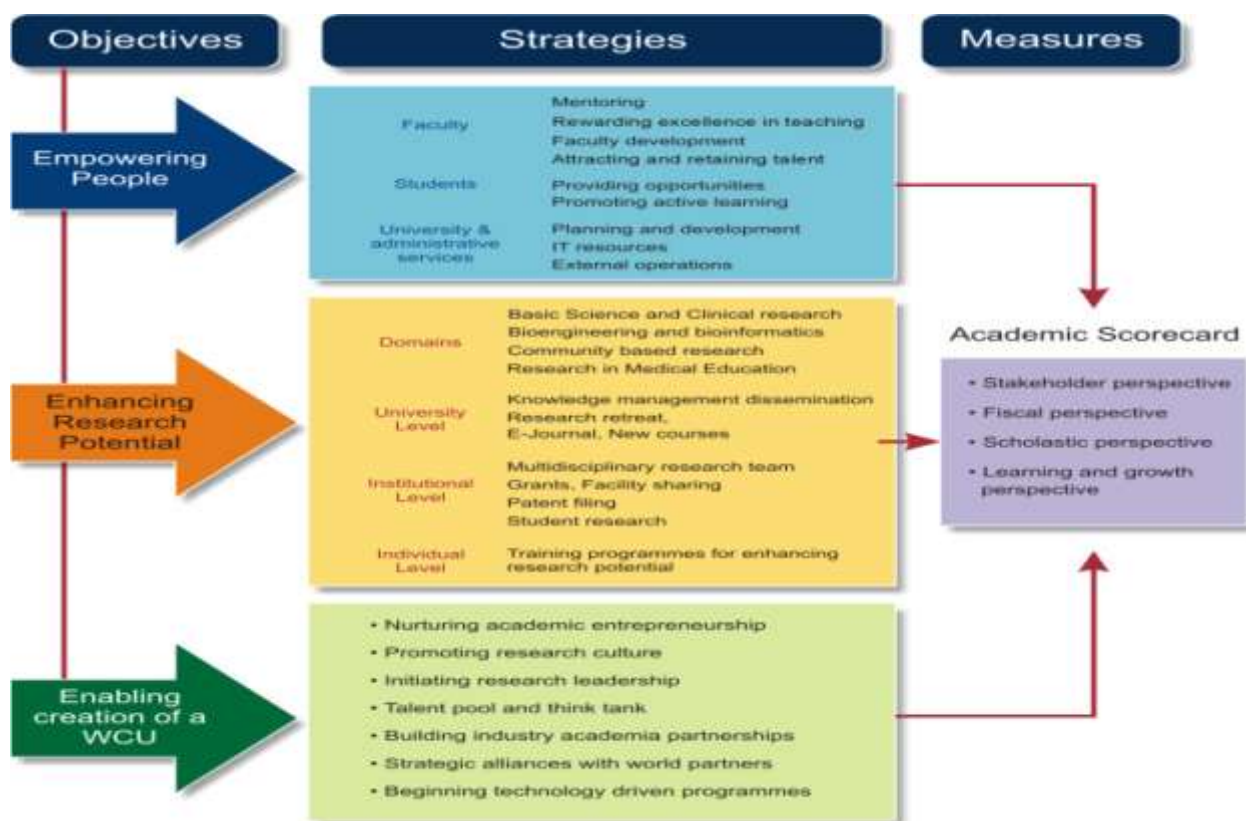 Objectives
Strategies
Measures
Empowering
People
Faculty
Mentoring
Rewarding excellence in teaching
Faculty development
Attracting and retaining talent
Students
Providing opportunities
Promoting active learning
University &
administrative
services
Planning and development
IT resources
External operations
Enhancing
Research
Potential
Domains
Basic Science and Clinical research
Bioengineering and bioinformatics
Community based research
Research in Medical Education
University
Level
Knowledge management dissemination
Research retreat,
E-Journal, New courses
Institutional
Level
Multidisciplinary research team
Grants, Facility sharing
Patent filing
Student research
Individual
Level
Training programmes for enhancing
research potential
Enabling
creation of a
WCU
• Nurturing academic entrepreneurship
• Promoting research culture
• Initiating research leadership
• Talent pool and think tank
• Building industry academia partnerships
• Strategic alliances with world partners
• Beginning technology driven programmes
Academic Scorecard
• Stakeholder perspective
• Fiscal perspective
• Scholastic perspective
• Learning and growth
perspective